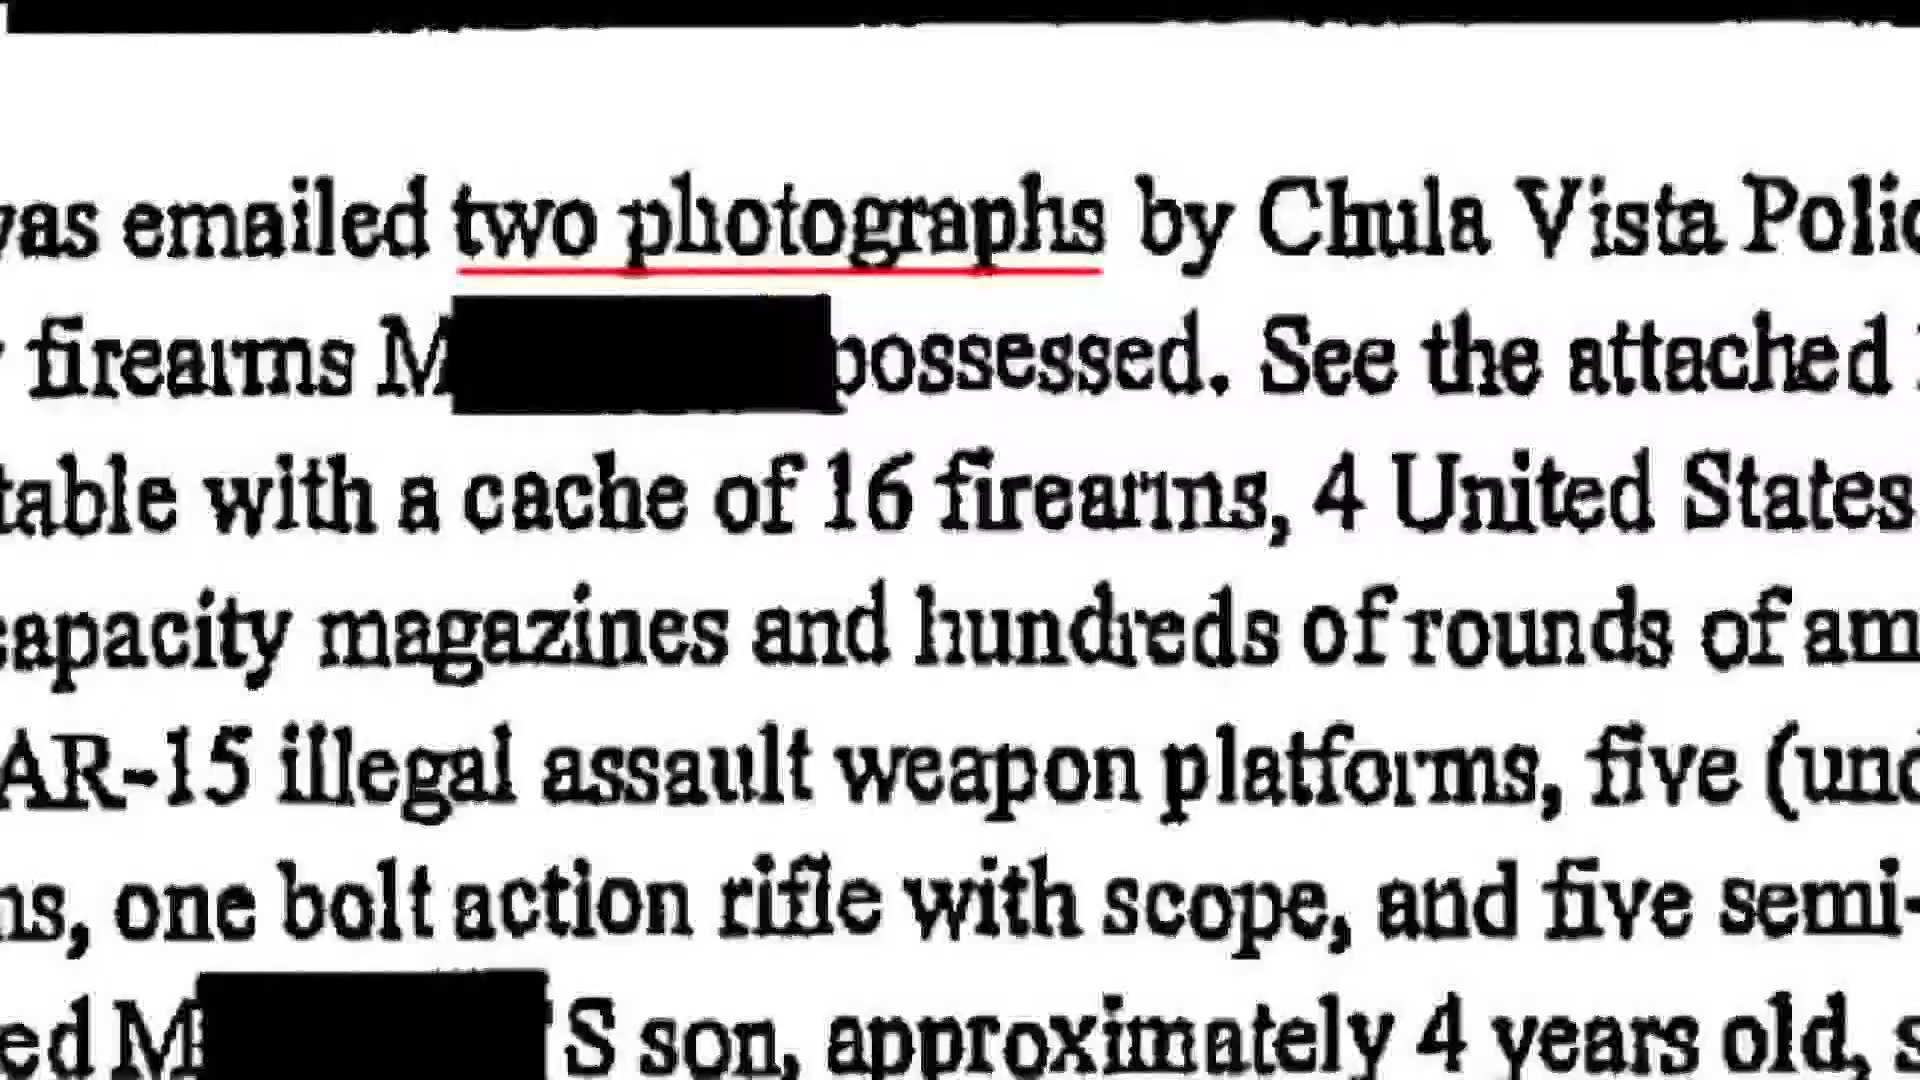 was emailed two photographs by Chula Vista Polic
firearms M possessed. See the attached
table with a cache of 16 firearms, 4 United States
capacity magazines and hundreds of rounds of am
AR-15 illegal assault weapon platforms, five (und
ns, one bolt action rifle with scope, and five semi-
ed M 'S son, approximately 4 years old, s